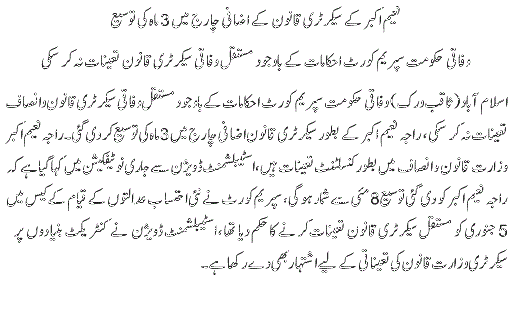 نعیم اکبر کے سیکرٹری قانون کے اضافی چارج میں 3 ماہ کی توسیع
وفاقی حکومت سپریم کورٹ احکامات کے باوجود مستقل وفاقی سیکرٹری قانون تعینات نہ کر سکی
اسلام آباد (ثاقب ورک) وفاقی حکومت سپریم کورٹ احکامات کے باوجود مستقل وفاقی سیکرٹری قانون وانصاف
تعینات نہ کر سکی، راجہ نعیم اکبر کے بطور سیکرٹری قانون اضافی چارج میں 3 ماہ کی توسیع کر دی گئی۔ راجہ نعیم اکبر
وزارت قانون وانصاف میں بطور کنسلٹنٹ تعینات ہیں، اسٹیبلشمنٹ ڈویژن سے جاری نوٹیفکیشن میں کہا گیا ہے کہ
راجہ نعیم اکبر کو دی گئی توسیع 8 مئی سے شمار ہو گی، سپریم کورٹ نے نئی احتساب عدالتوں کے قیام کے کیس میں
5 جنوری کو مستقل سیکرٹری قانون تعینات کرنے کا حکم دیا تھا، اسٹیبلشمنٹ ڈویژن نے کنٹریکٹ بنیادوں پر
سیکرٹری وزارت قانون کی تعیناتی کے لیے اشتہار بھی دے رکھا ہے۔